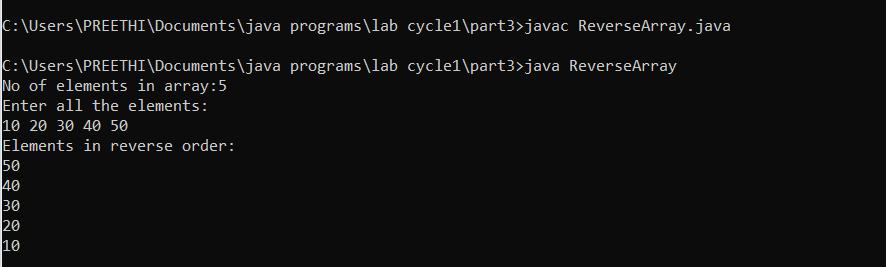 C:\Users\PREETHI\Documents\java programs\lab cycle1\part3>javac ReverseArray.java
C:\Users\PREETHI\Documents\java programs\lab cycle1\part3>java ReverseArray
No of elements in array:5
Enter all the elements:
10 20 30 40 50
Elements in reverse order:
50
40
30
20
10